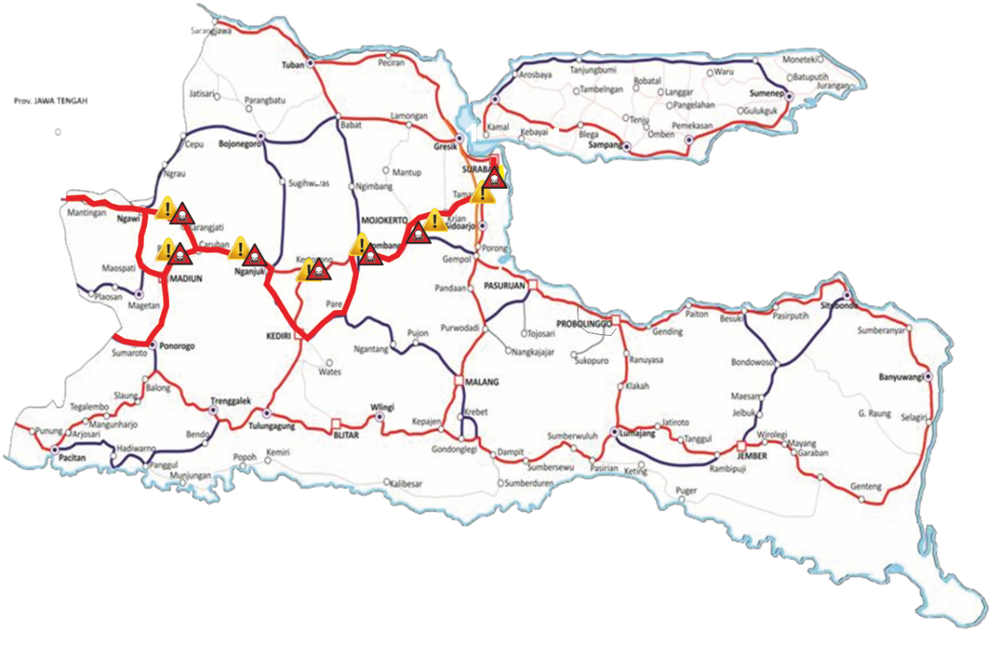 Sarangjawa
Tuban
Peciran
Prov. JAWA TENGAH
Jatisari
Parangbatu
Babat
Lamongan
Cepu
Bojonegoro
Gresik
Arosbaya
Tanjungbumi
Waru
Moneteki
Batuputih
Jurangan
Tambelngan
Robatal
Langgar
Sumenep
Pangelahan
Gulukguk
Kamal
Kebayai
Blega
Tenju
Omben
Pemekasan
Sampang
Ngrau
Mantup
Ngimbang
Mantingan
Ngawi
MOJOKERTO
Krian
Caruban
Porong
Gempol
Maospati
MADIUN
Nganjuk
Plaosan
Magetan
Pare
KEDIRI
Pandaan
PASURUAN
Purwodadi
Tojosari
Nangkajajar
PROBOLINGGO
Sukopuro
Gending
Paiton
Besuki
Pasirputih
Situbondo
Sumberanyar
Sumaroto
Ponorogo
Ngantang
Pujon
Wates
MALANG
Ranuyasa
Klakah
Bondowoso
Banyuwangi
Maesan
Jelbuk
G. Raung
Selagiri
Slaung
Balong
Tegalembo
Mangunharjo
Trenggalek
Tulungagung
Wlingi
BLITAR
Kepajen
Krebet
Gondonglegi
Punung
Arjosari
Pacitan
Hadiwarno
Bendo
Panggul
Munjungan
Popoh
Kemiri
Kalibesar
Dampit
Sumberduren
Sumbersewu
Sumberwuluh
Pasirian
Lumajang
Keting
Jatiroto
Tanggul
Rambipuji
JEMBER
Wirolegi
Mayang
Garaban
Puger
Genteng